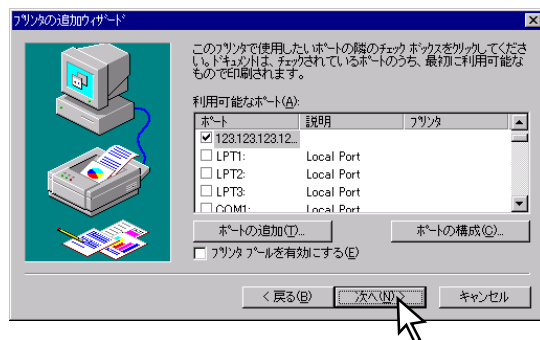 プリンタの追加ウィザード
このプリンタで使用したいポートの隣のチェック ボックスをクリックしてくださ
い。ドキュメントは、チェックされているポートのうち、最初に利用可能な
もので印刷されます。
利用可能なポート(A):
ポート 説明 プリンタ
123.123.123.12...
LPT1: Local Port
LPT2: Local Port
LPT3: Local Port
COM1: Local Port
ポートの追加(T)... ポートの構成(C)...
プリンタ プールを有効にする(E)
< 戻る(B) 次へ(N) > キャンセル